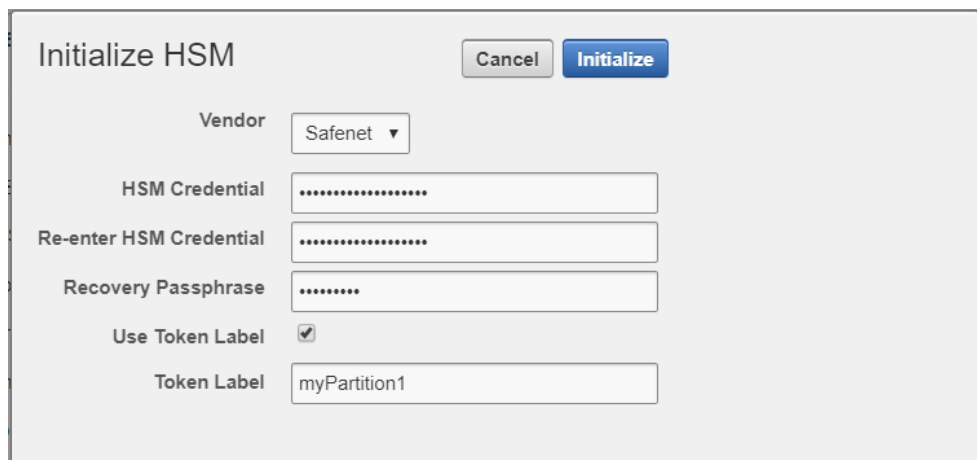 Initialize HSM
Cancel
Initialize
Vendor
Safenet
HSM Credential
•••••••••••••••••••
Re-enter HSM Credential
•••••••••••••••••••
Recovery Passphrase
•••••••••
Use Token Label
Token Label
myPartition1